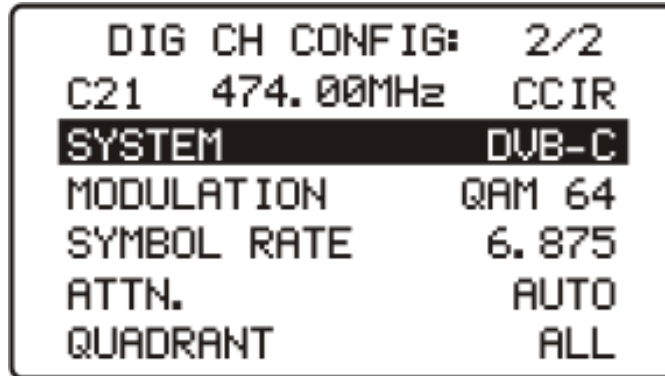 DIG CH CONFIG: 2/2
C21 474.00MHz CCIR
SYSTEM DVB-C
MODULATION QAM 64
SYMBOL RATE 6.875
ATTN. AUTO
QUADRANT ALL